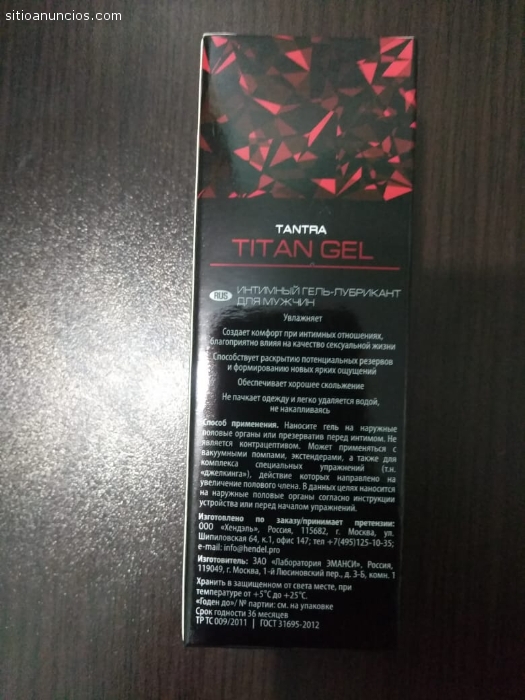 sitioanuncios.com
TANTRA
TITAN GEL
RUS ИНТИМНЫЙ ГЕЛЬ-ЛУБРИКАНТ
ДЛЯ МУЖЧИН
Увлажняет
Создает комфорт при интимных отношениях,
благоприятно влияя на качество сексуальной жизни
Способствует раскрытию потенциальных резервов
и формированию новых ярких ощущений
Обеспечивает хорошее скольжение
Не пачкает одежду и легко удаляется водой,
не накапливаясь
Способ применения. Наносите гель на наружные
половые органы или презерватив перед интимом. Не
является контрацептивом. Может применяться с
вакуумными помпами, экстендерами, а также для
комплекса специальных упражнений (т.н.
«джелкинга»), действие которых направлено на
увеличение полового члена. В данных целях наносится
на наружные половые органы согласно инструкции
устройства или перед началом упражнений.
Изготовлено по заказу/принимает претензии:
ООО «Хендэль», Россия, 115682, г. Москва, ул.
Шипиловская 64, к.1, офис 147; тел +7(495)125-10-35;
e-mail: info@hendel.pro
Изготовитель: ЗАО «Лаборатория ЭМАНСИ», Россия,
119049, г. Москва, 1-й Люсиновский пер., д. 3-Б, комн. 1
Хранить в защищенном от света месте, при
температуре от +5°С до +25°С.
«Годен до»/ № партии: см. на упаковке
Срок годности 36 месяцев
ТР ТС 009/2011 | ГОСТ 31695-2012